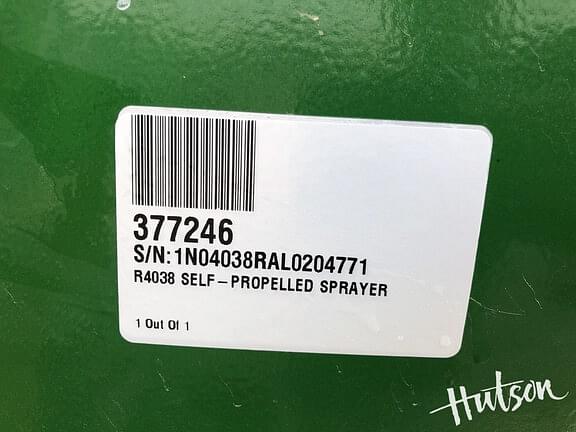 377246
S/N: 1N04038RAL0204771
R4038 SELF-PROPELLED SPRAYER
1 Out Of 1
Hutson